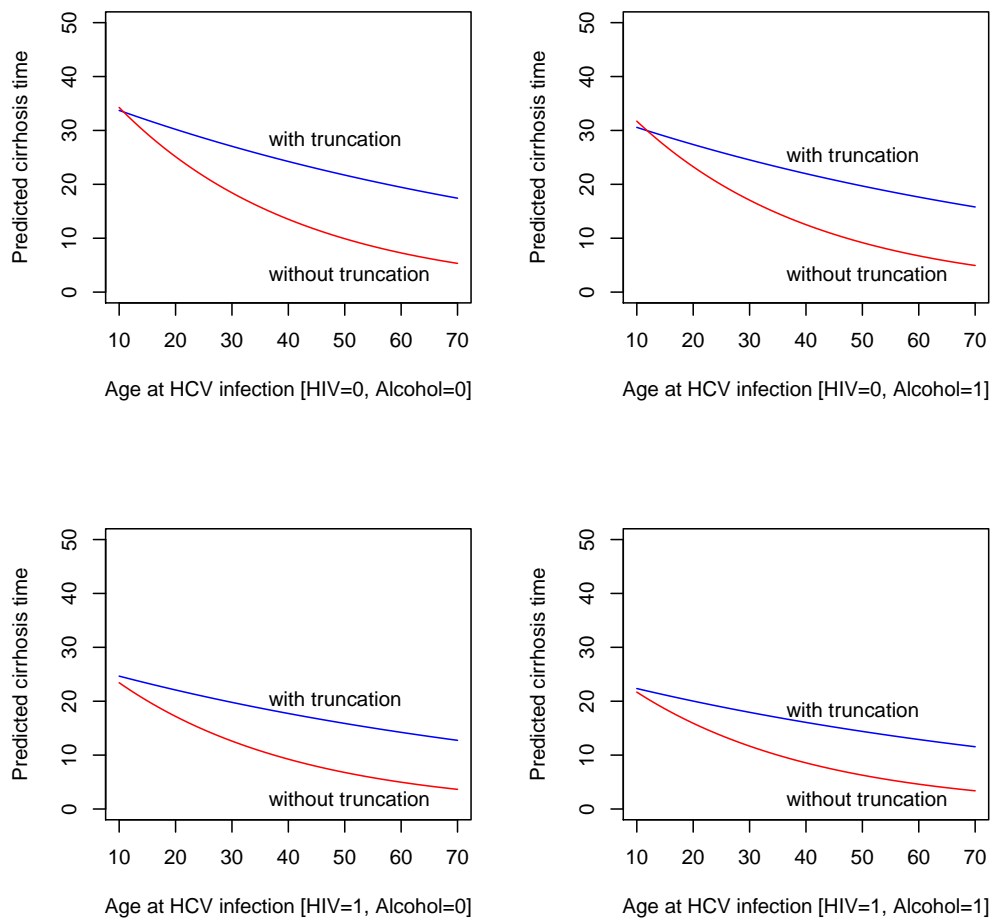 Predicted cirrhosis time
50
40
30
20
10
0
with truncation
without truncation
10 20 30 40 50 60 70
Age at HCV infection [HIV=0, Alcohol=0]
Predicted cirrhosis time
50
40
30
20
10
0
with truncation
without truncation
10 20 30 40 50 60 70
Age at HCV infection [HIV=0, Alcohol=1]
Predicted cirrhosis time
50
40
30
20
10
0
with truncation
without truncation
10 20 30 40 50 60 70
Age at HCV infection [HIV=1, Alcohol=0]
Predicted cirrhosis time
50
40
30
20
10
0
with truncation
without truncation
10 20 30 40 50 60 70
Age at HCV infection [HIV=1, Alcohol=1]